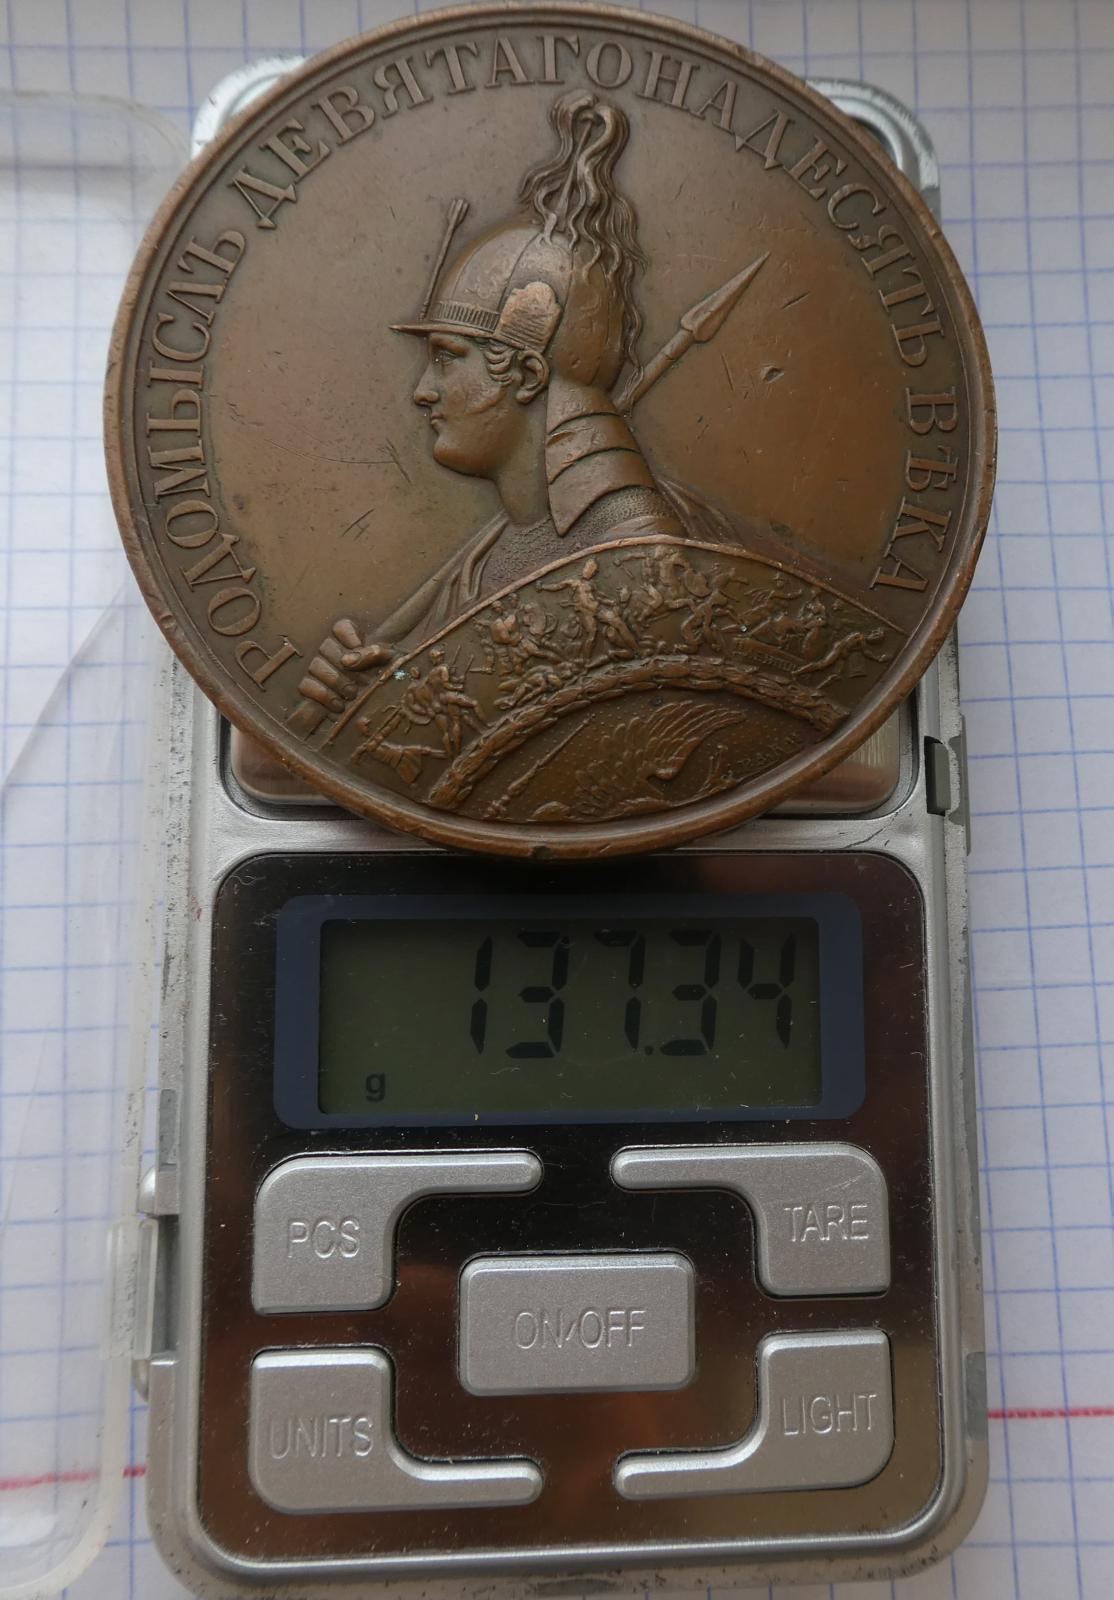 РОДОМЫСЛЪ ДЕВЯТАГОНАДЕСЯТЬ ВѢКА
137.34
g
PCS
TARE
ON/OFF
UNITS
LIGHT